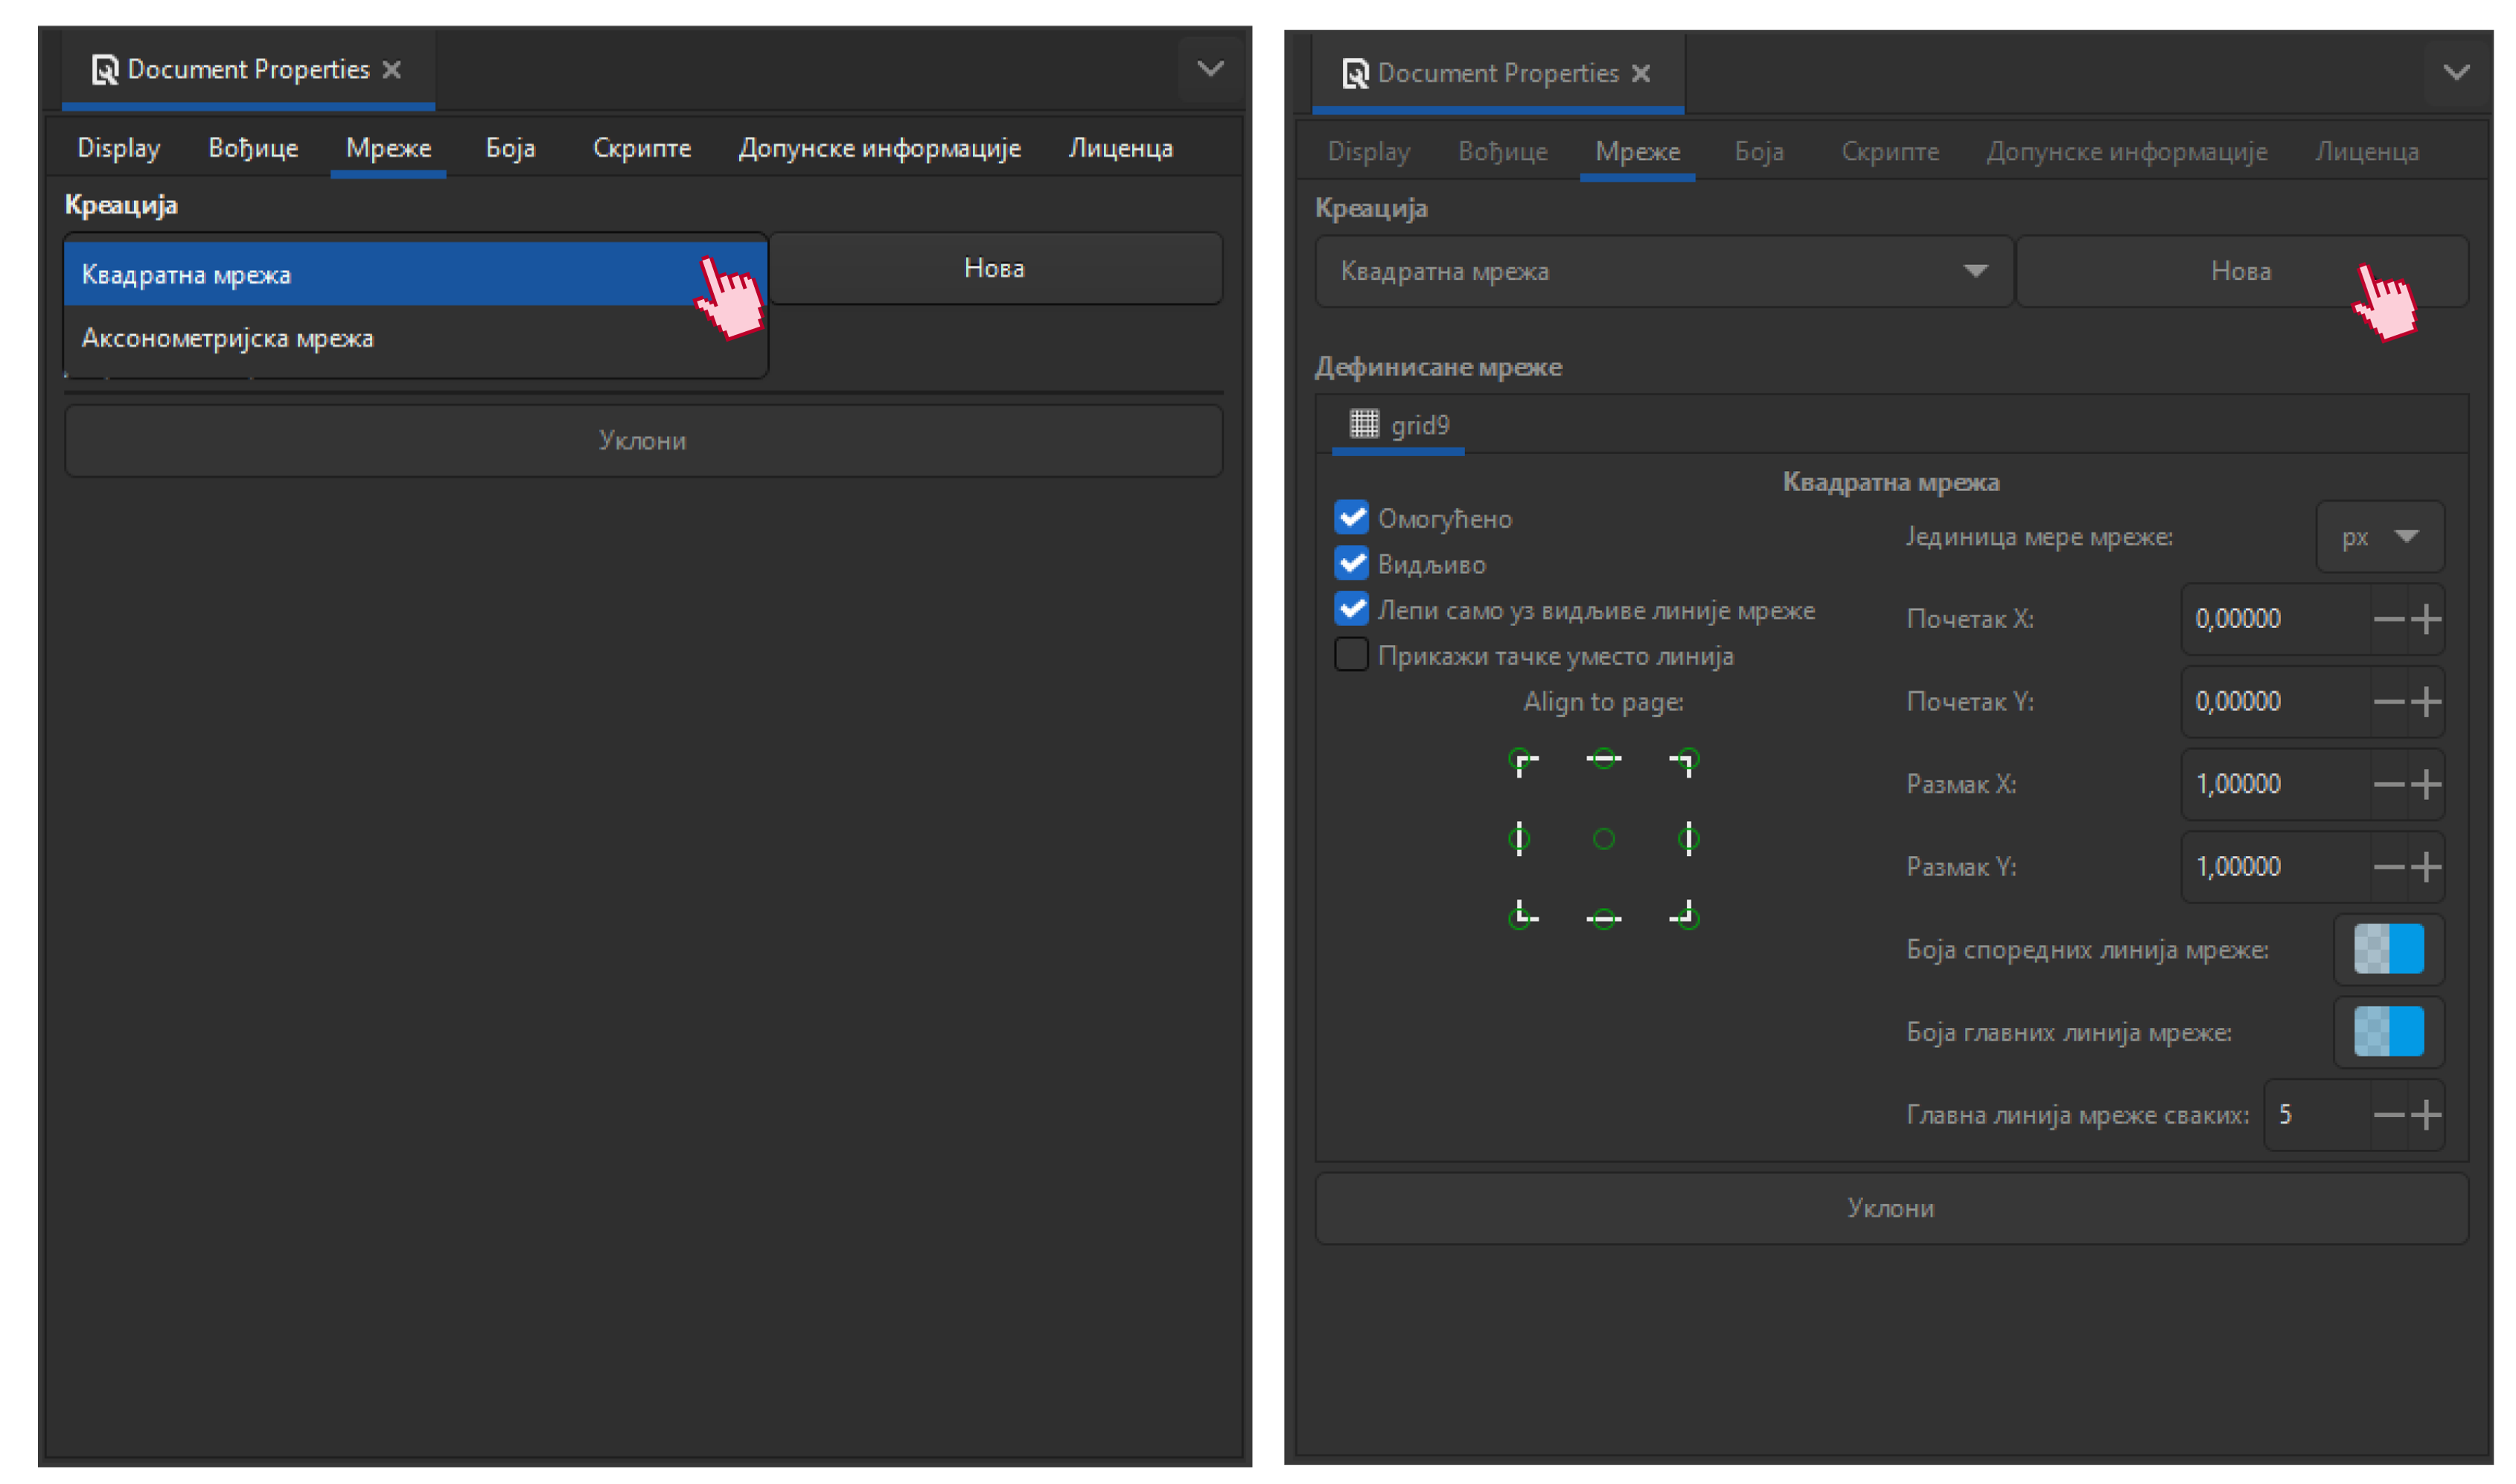 Document Properties
Display Вођице Мреже Боја Скрипте Допунске информације Лиценца
Креација
Квадратна мрежа
Нова
Аксонометријска мрежа
Уклони
Document Properties
Display Вођице Мреже Боја Скрипте Допунске информације Лиценца
Креација
Квадратна мрежа
Нова
Дефинисане мреже
grid9
Квадратна мрежа
Омогућено
Видљиво
Лепи само уз видљиве линије мреже
Прикажи тачке уместо линија
Align to page:
Јединица мере мреже: px
Почетак X: 0,00000
Почетак Y: 0,00000
Размак X: 1,00000
Размак Y: 1,00000
Боја споредних линија мреже:
Боја главних линија мреже:
Главна линија мреже сваких: 5
Уклони